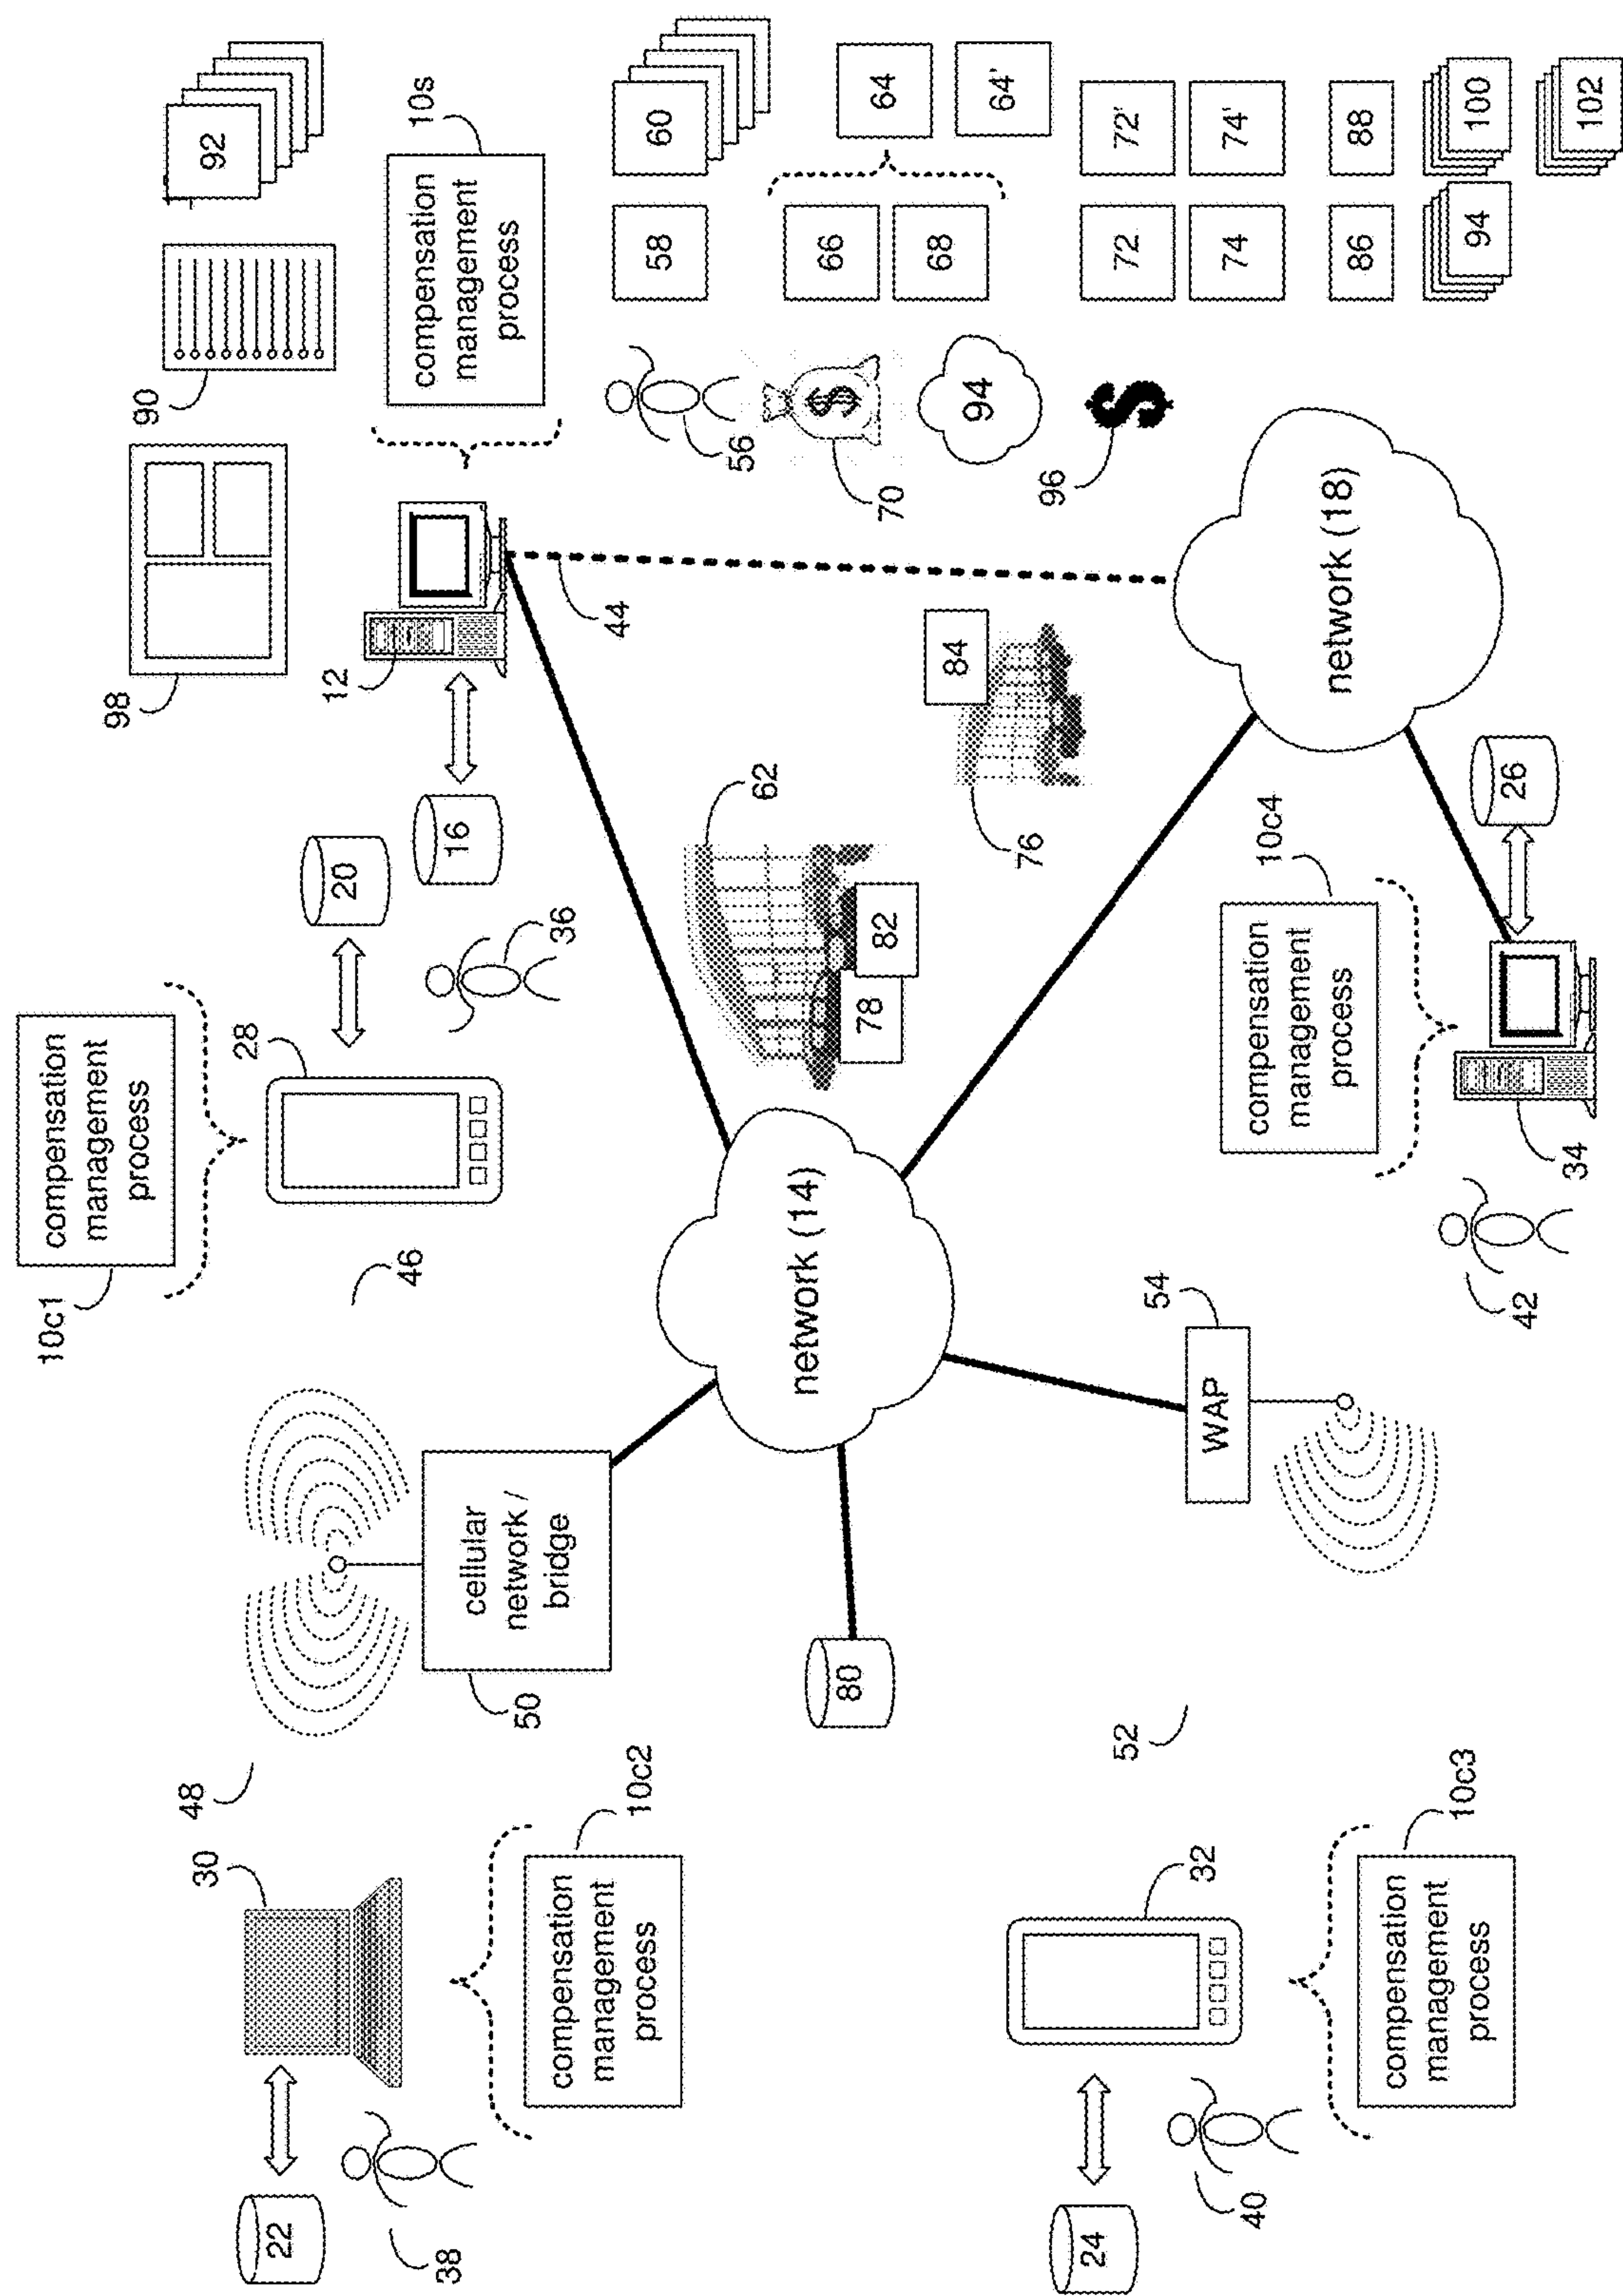 22
38
30
48
compensation
management
process
10c2
50
cellular
network /
bridge
10c1
compensation
management
process
46
28
20
36
16
98
12
90
92
compensation
management
process
10s
44
62
78
82
80
network (14)
76
84
56
70
94
96
58
60
66
68
64
64'
72
72'
74
74'
86
88
94
100
102
24
40
32
52
compensation
management
process
10c3
54
WAP
42
34
compensation
management
process
10c4
26
network (18)